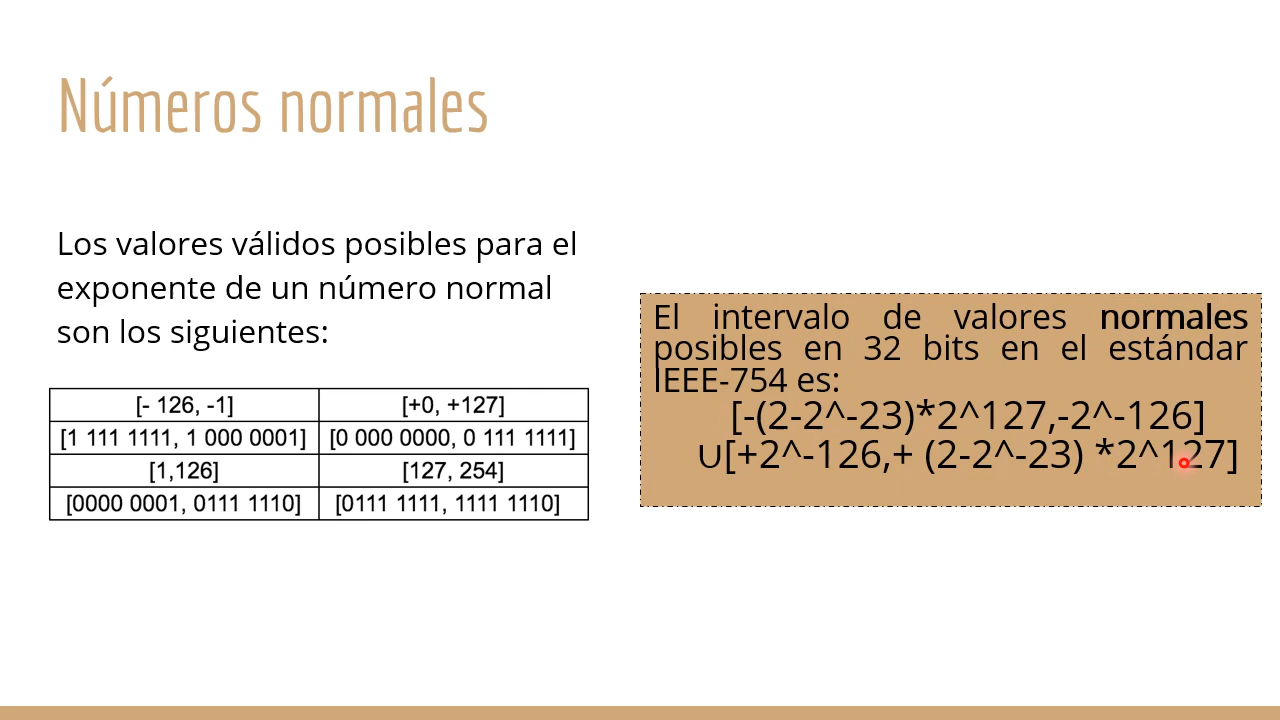 Números normales
Los valores válidos posibles para el
exponente de un número normal
son los siguientes:
[- 126, -1] [+0, +127]
[1 111 1111, 1 000 0001] [0 000 0000, 0 111 1111]
[1,126] [127, 254]
[0000 0001, 0111 1110] [0111 1111, 1111 1110]
El intervalo de valores normales
posibles en 32 bits en el estándar
IEEE-754 es:
[-(2-2^-23)*2^127,-2^-126]
∪[+2^-126,+ (2-2^-23) *2^127]